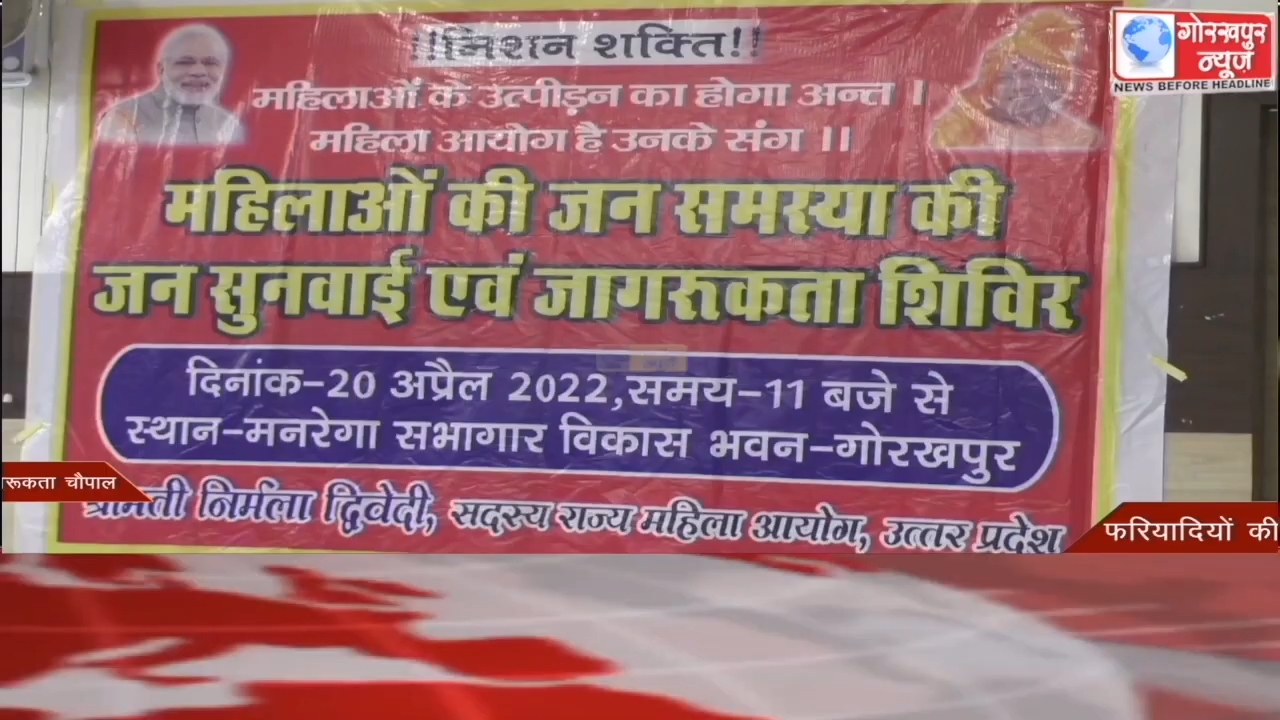 !!मिशन शक्ति!!
गोरखपुर
न्यूज़
NEWS BEFORE HEADLINE
महिलाओं के उत्पीड़न का होगा अन्त ।
महिला आयोग है उनके संग ।।
महिलाओं की जन समस्या की
जन सुनवाई एवं जागरूकता शिविर
दिनांक-20 अप्रैल 2022,समय-11 बजे से
स्थान-मनरेगा सभागार विकास भवन-गोरखपुर
रूकता चौपाल
श्रीमती निर्मला द्विवेदी, सदस्य राज्य महिला आयोग, उत्तर प्रदेश
फरियादियों की